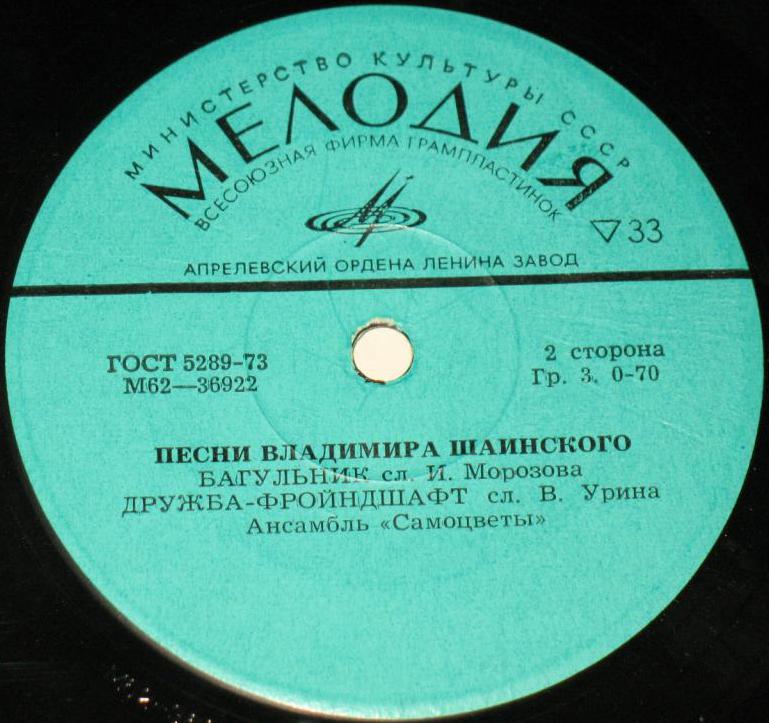 МИНИСТЕРСТВО КУЛЬТУРЫ СССР
МЕЛОДИЯ
ВСЕСОЮЗНАЯ ФИРМА ГРАМПЛАСТИНОК
▽33
АПРЕЛЕВСКИЙ ОРДЕНА ЛЕНИНА ЗАВОД
ГОСТ 5289-73
М62—36922
2 сторона
Гр. 3. 0-70
ПЕСНИ ВЛАДИМИРА ШАИНСКОГО
БАГУЛЬНИК сл. И. Морозова
ДРУЖБА-ФРОЙНДШАФТ сл. В. Урина
Ансамбль «Самоцветы»